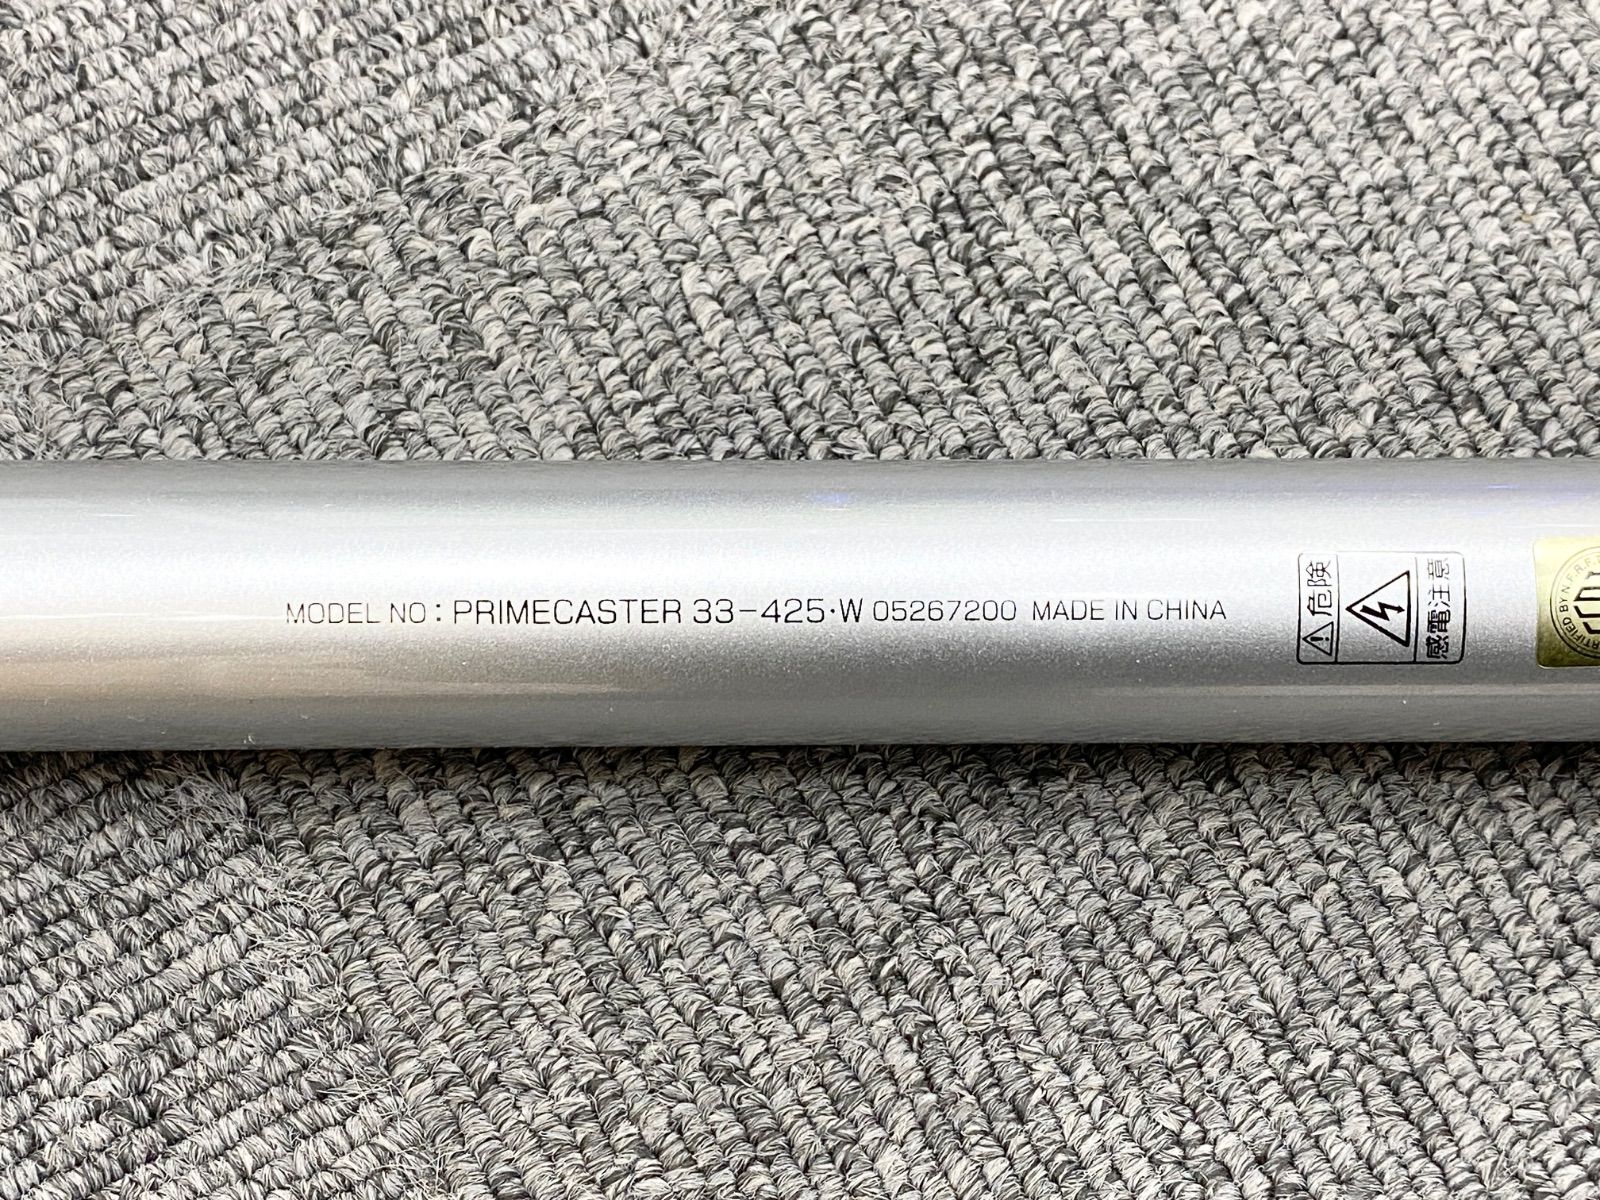 MODEL NO : PRIMECASTER 33-425·W 05267200 MADE IN CHINA
危険
感電注意